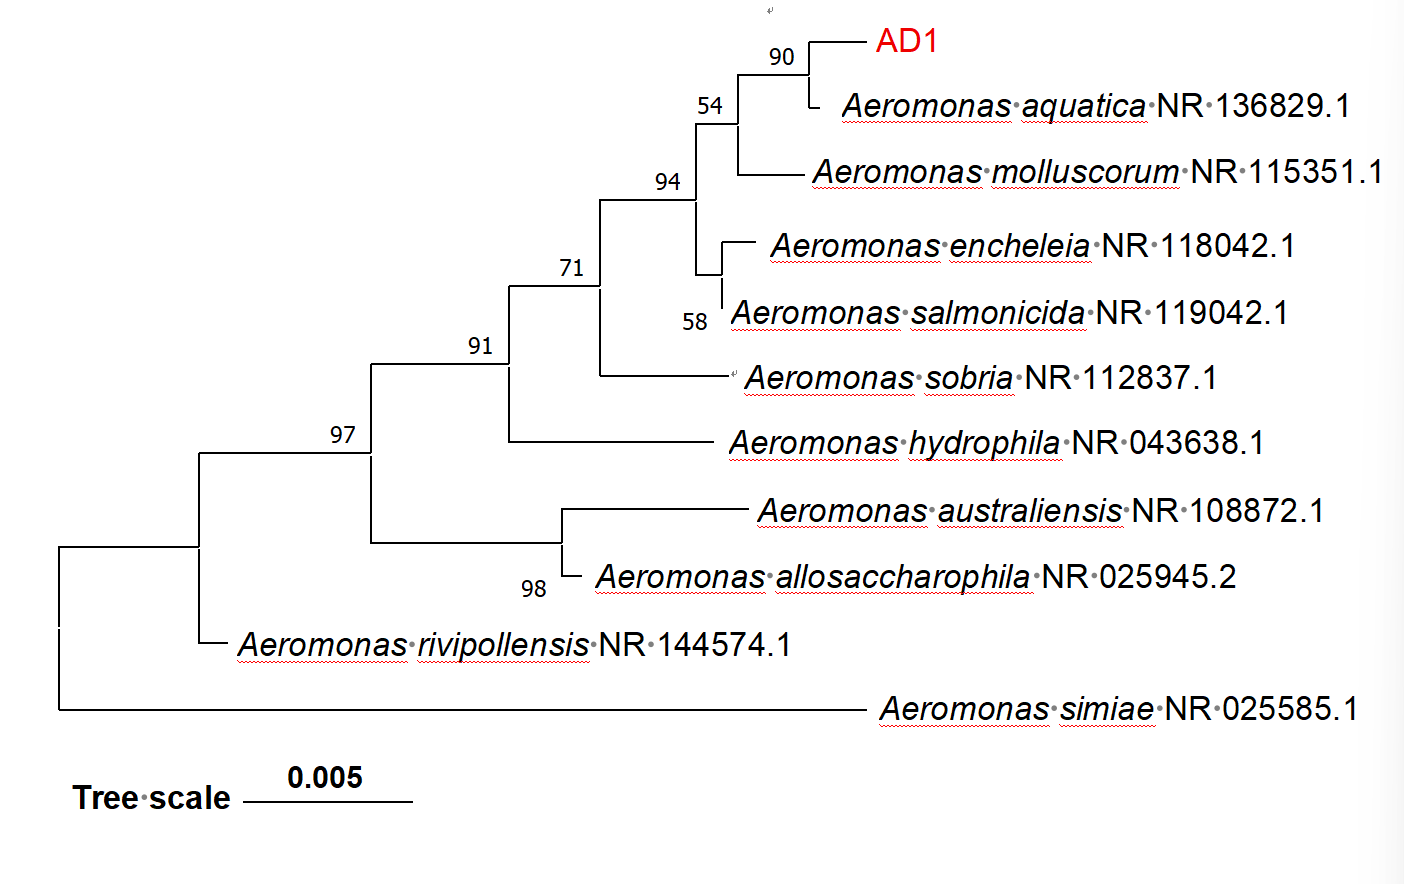 AD1
90
Aeromonas aquatica NR 136829.1
54
Aeromonas molluscorum NR 115351.1
94
Aeromonas encheleia NR 118042.1
71
Aeromonas salmonicida NR 119042.1
58
91
Aeromonas sobria NR 112837.1
97
Aeromonas hydrophila NR 043638.1
Aeromonas australiensis NR 108872.1
98
Aeromonas allosaccharophila NR 025945.2
Aeromonas rivipollensis NR 144574.1
Aeromonas simiae NR 025585.1
0.005
Tree scale